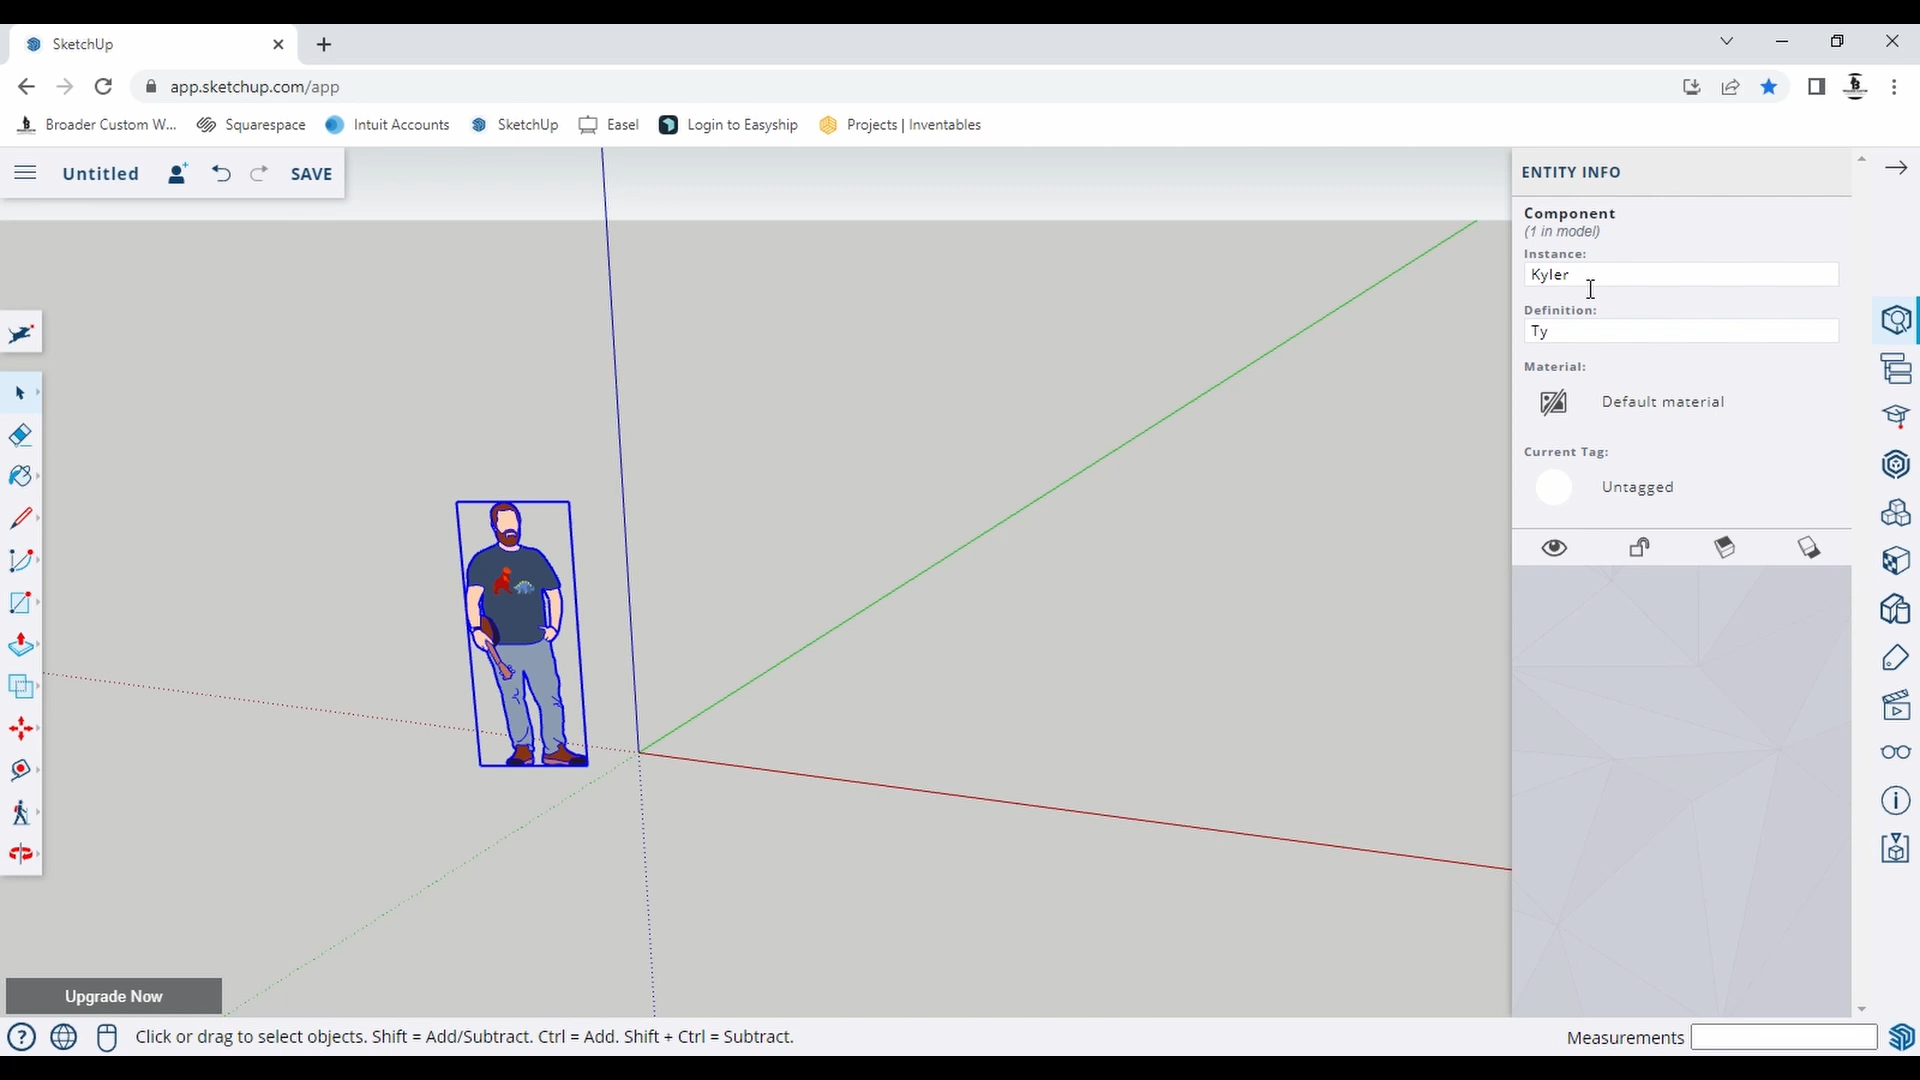 SketchUp
app.sketchup.com/app
Broader Custom W...
Squarespace
Intuit Accounts
SketchUp
Easel
Login to Easyship
Projects | Inventables
Untitled
SAVE
ENTITY INFO
Component
(1 in model)
Instance:
Kyler
Definition:
Ty
Material:
Default material
Current Tag:
Untagged
Upgrade Now
Click or drag to select objects. Shift = Add/Subtract. Ctrl = Add. Shift + Ctrl = Subtract.
Measurements